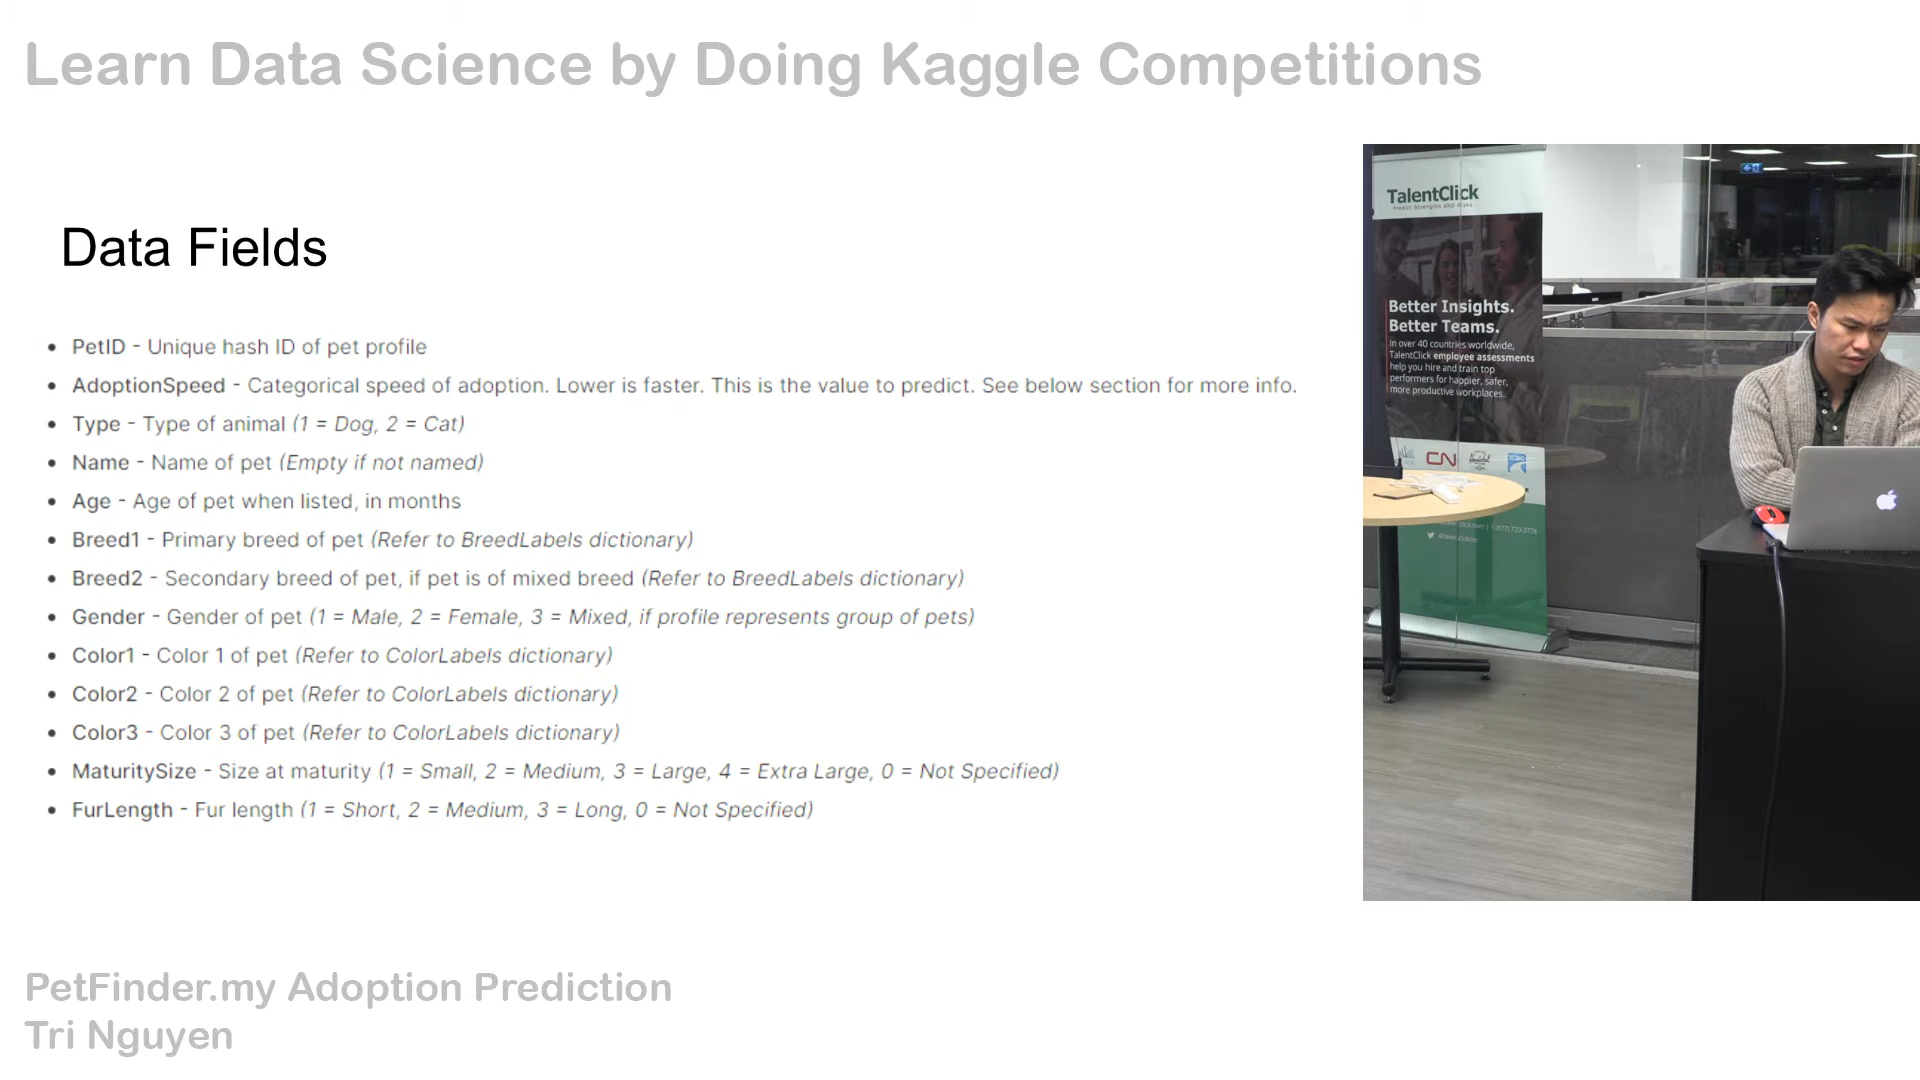 Learn Data Science by Doing Kaggle Competitions
Data Fields
PetID - Unique hash ID of pet profile
AdoptionSpeed - Categorical speed of adoption. Lower is faster. This is the value to predict. See below section for more info.
Type - Type of animal (1 = Dog, 2 = Cat)
Name - Name of pet (Empty if not named)
Age - Age of pet when listed, in months
Breed1 - Primary breed of pet (Refer to BreedLabels dictionary)
Breed2 - Secondary breed of pet, if pet is of mixed breed (Refer to BreedLabels dictionary)
Gender - Gender of pet (1 = Male, 2 = Female, 3 = Mixed, if profile represents group of pets)
Color1 - Color 1 of pet (Refer to ColorLabels dictionary)
Color2 - Color 2 of pet (Refer to ColorLabels dictionary)
Color3 - Color 3 of pet (Refer to ColorLabels dictionary)
MaturitySize - Size at maturity (1 = Small, 2 = Medium, 3 = Large, 4 = Extra Large, 0 = Not Specified)
FurLength - Fur length (1 = Short, 2 = Medium, 3 = Long, 0 = Not Specified)
TalentClick
Predict Strengths AND Risks
Better Insights.
Better Teams.
In over 40 countries worldwide,
TalentClick employee assessments
help you hire and train top
performers for happier, safer,
more productive workplaces.
CN
PetFinder.my Adoption Prediction
Tri Nguyen